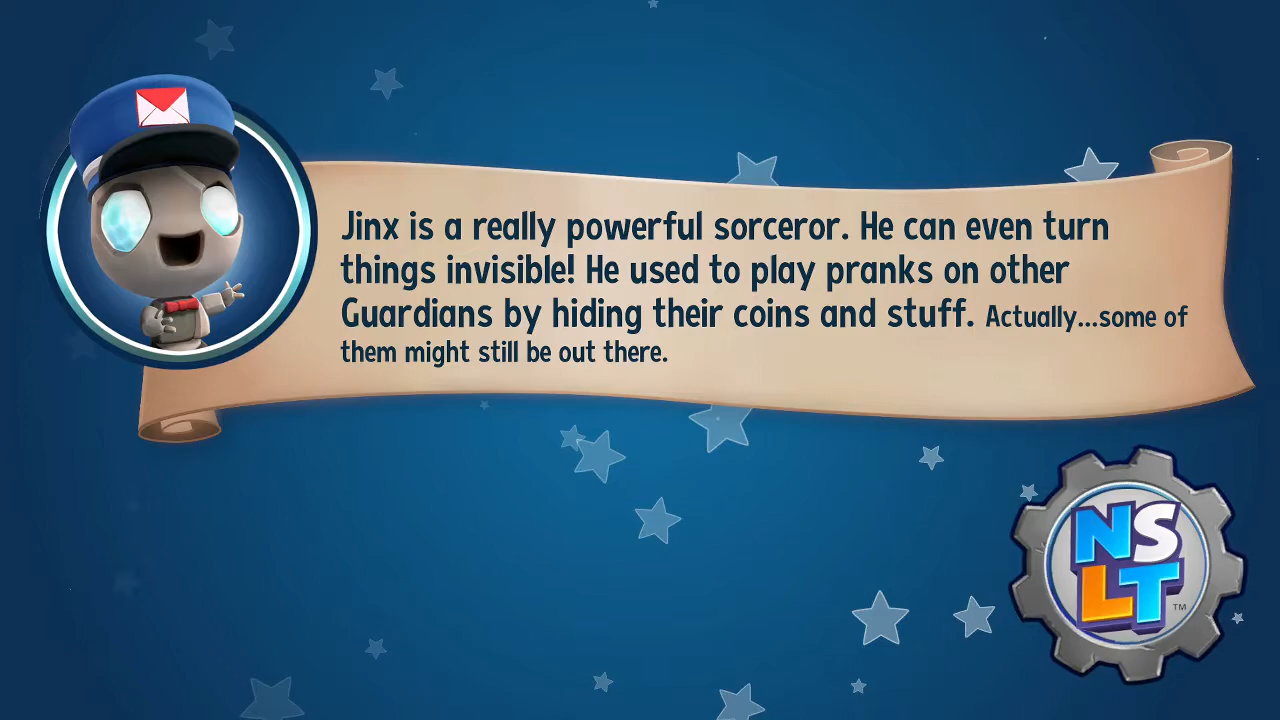 Jinx is a really powerful sorceror. He can even turn
things invisible! He used to play pranks on other
Guardians by hiding their coins and stuff. Actually...some of
them might still be out there.
NS
LT
TM